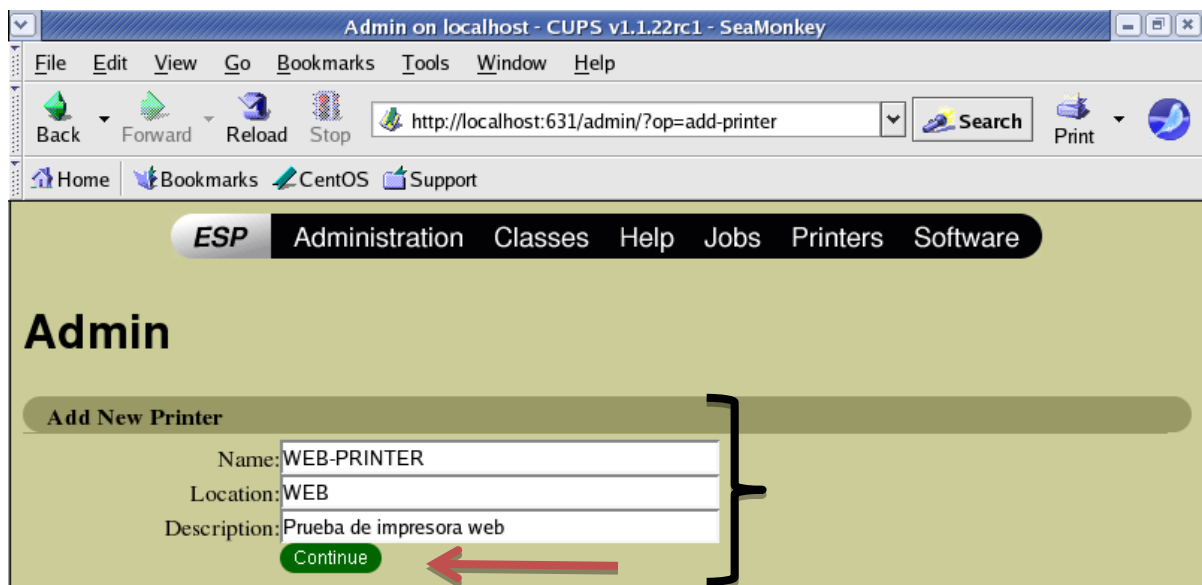 Admin on localhost - CUPS v1.1.22rc1 - SeaMonkey
File Edit View Go Bookmarks Tools Window Help
Back Forward Reload Stop http://localhost:631/admin/?op=add-printer Search Print
Home Bookmarks CentOS Support
ESP Administration Classes Help Jobs Printers Software
Admin
Add New Printer
Name: WEB-PRINTER
Location: WEB
Description: Prueba de impresora web
Continue